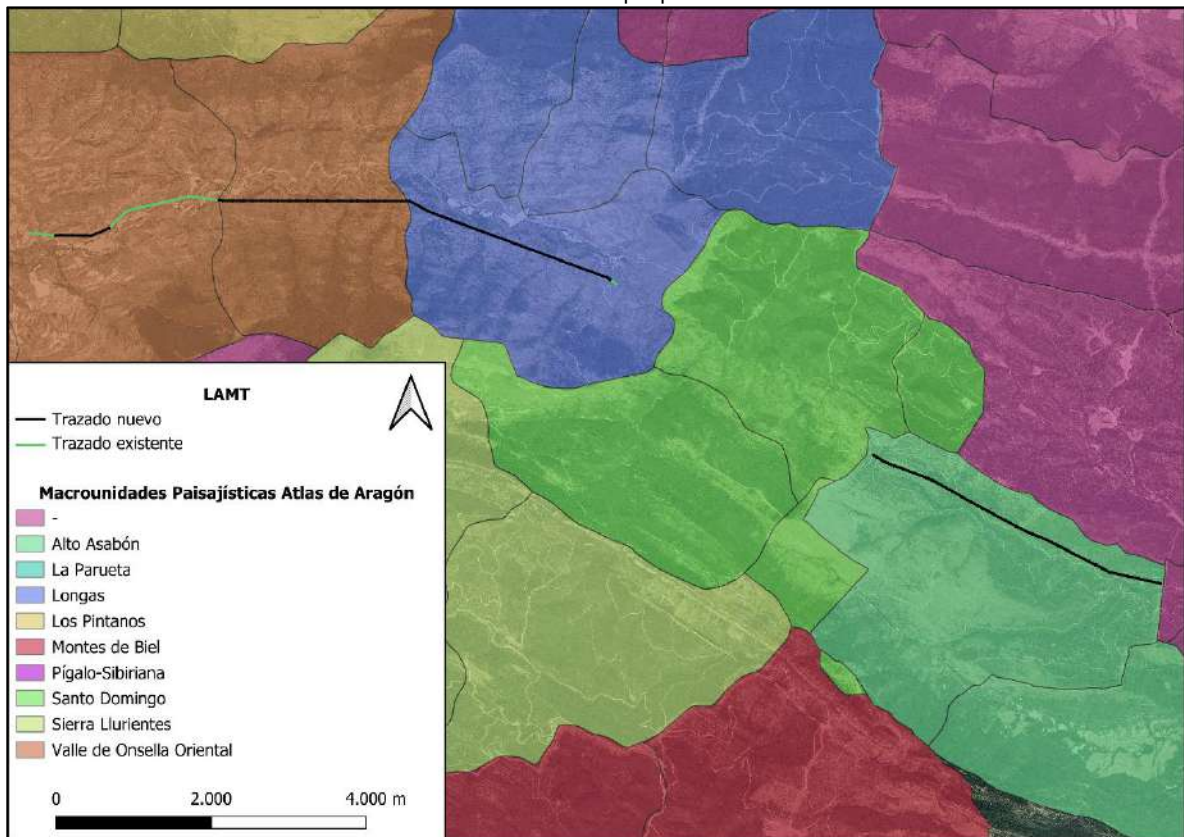 LAMT
Trazado nuevo
Trazado existente
Macrounidades Paisajísticas Atlas de Aragón
-
Alto Asabón
La Parueta
Longas
Los Pintanos
Montes de Biel
Pígalo-Sibiriana
Santo Domingo
Sierra Llurientes
Valle de Onsella Oriental
0 2.000 4.000 m